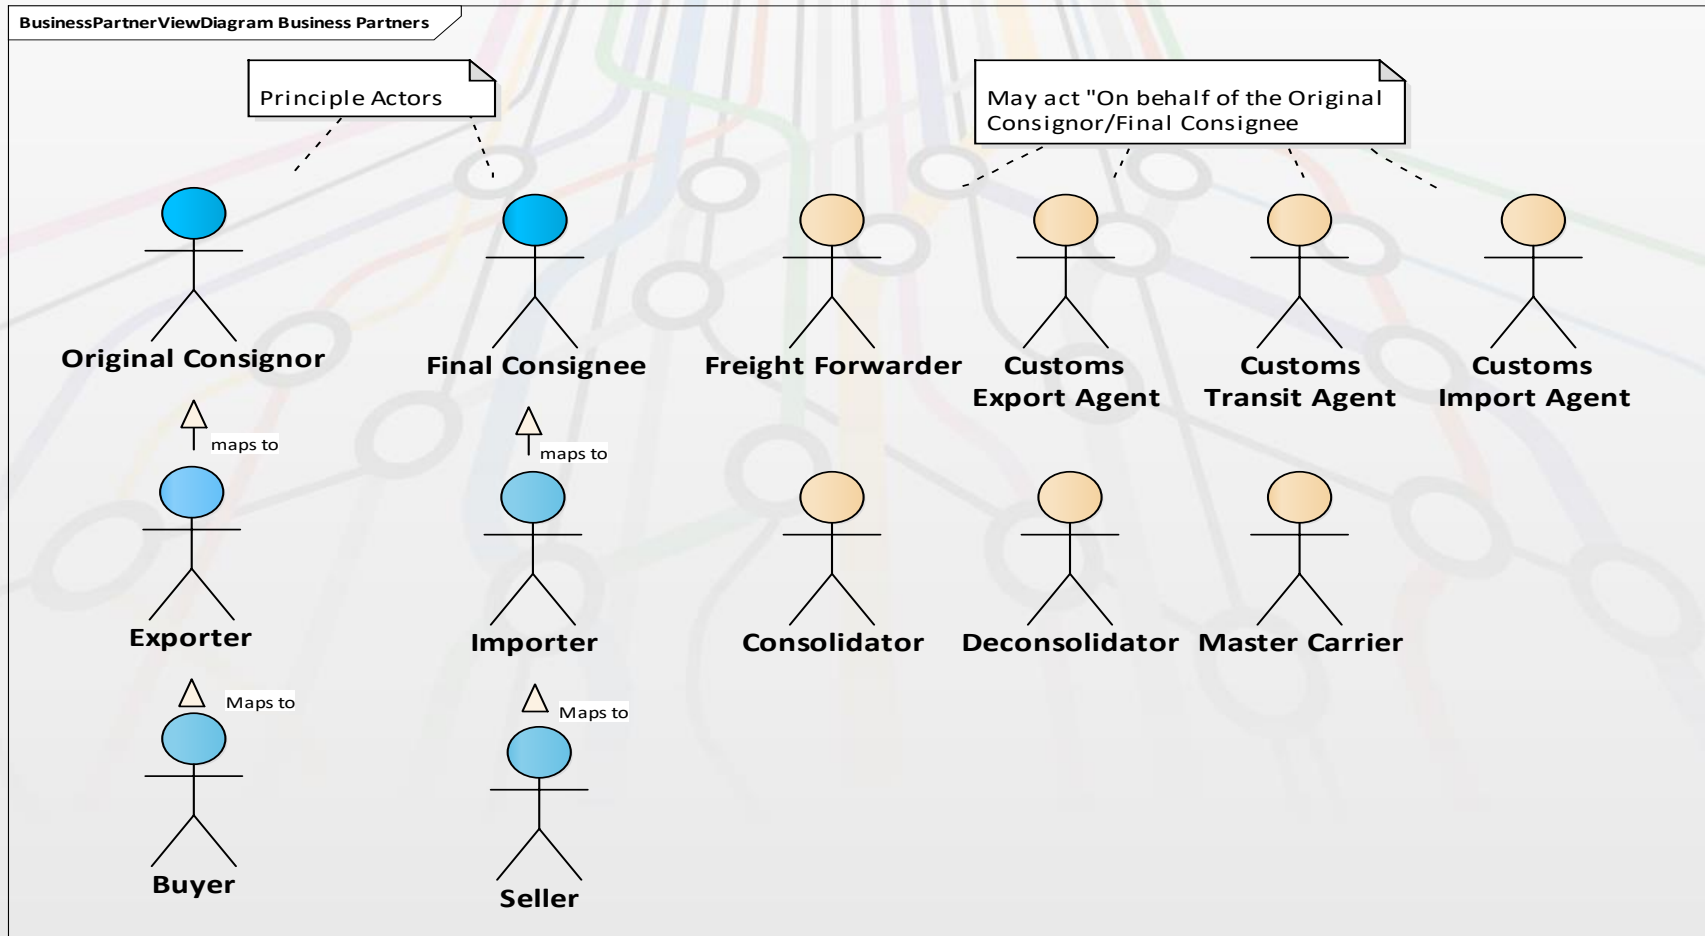 BusinessPartnerViewDiagram Business Partners
Principle Actors
May act "On behalf of the Original
Consignor/Final Consignee
Original Consignor
Final Consignee
Freight Forwarder
Customs
Export Agent
Customs
Transit Agent
Customs
Import Agent
maps to
maps to
Exporter
Importer
Consolidator
Deconsolidator
Master Carrier
Maps to
Maps to
Buyer
Seller